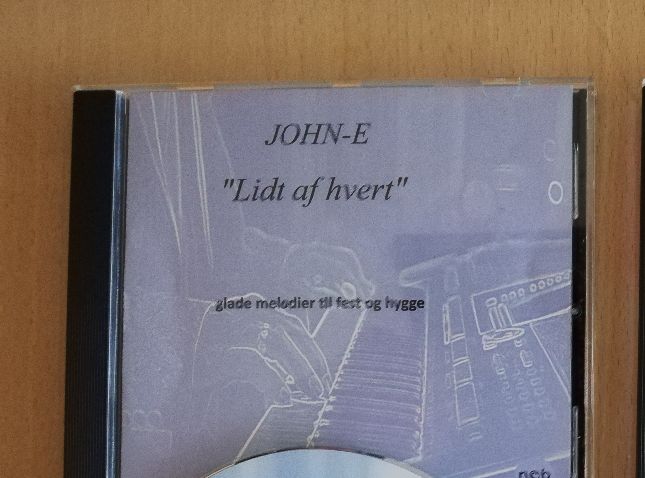 JOHN-E
"Lidt af hvert"
glade melodier til fest og hygge